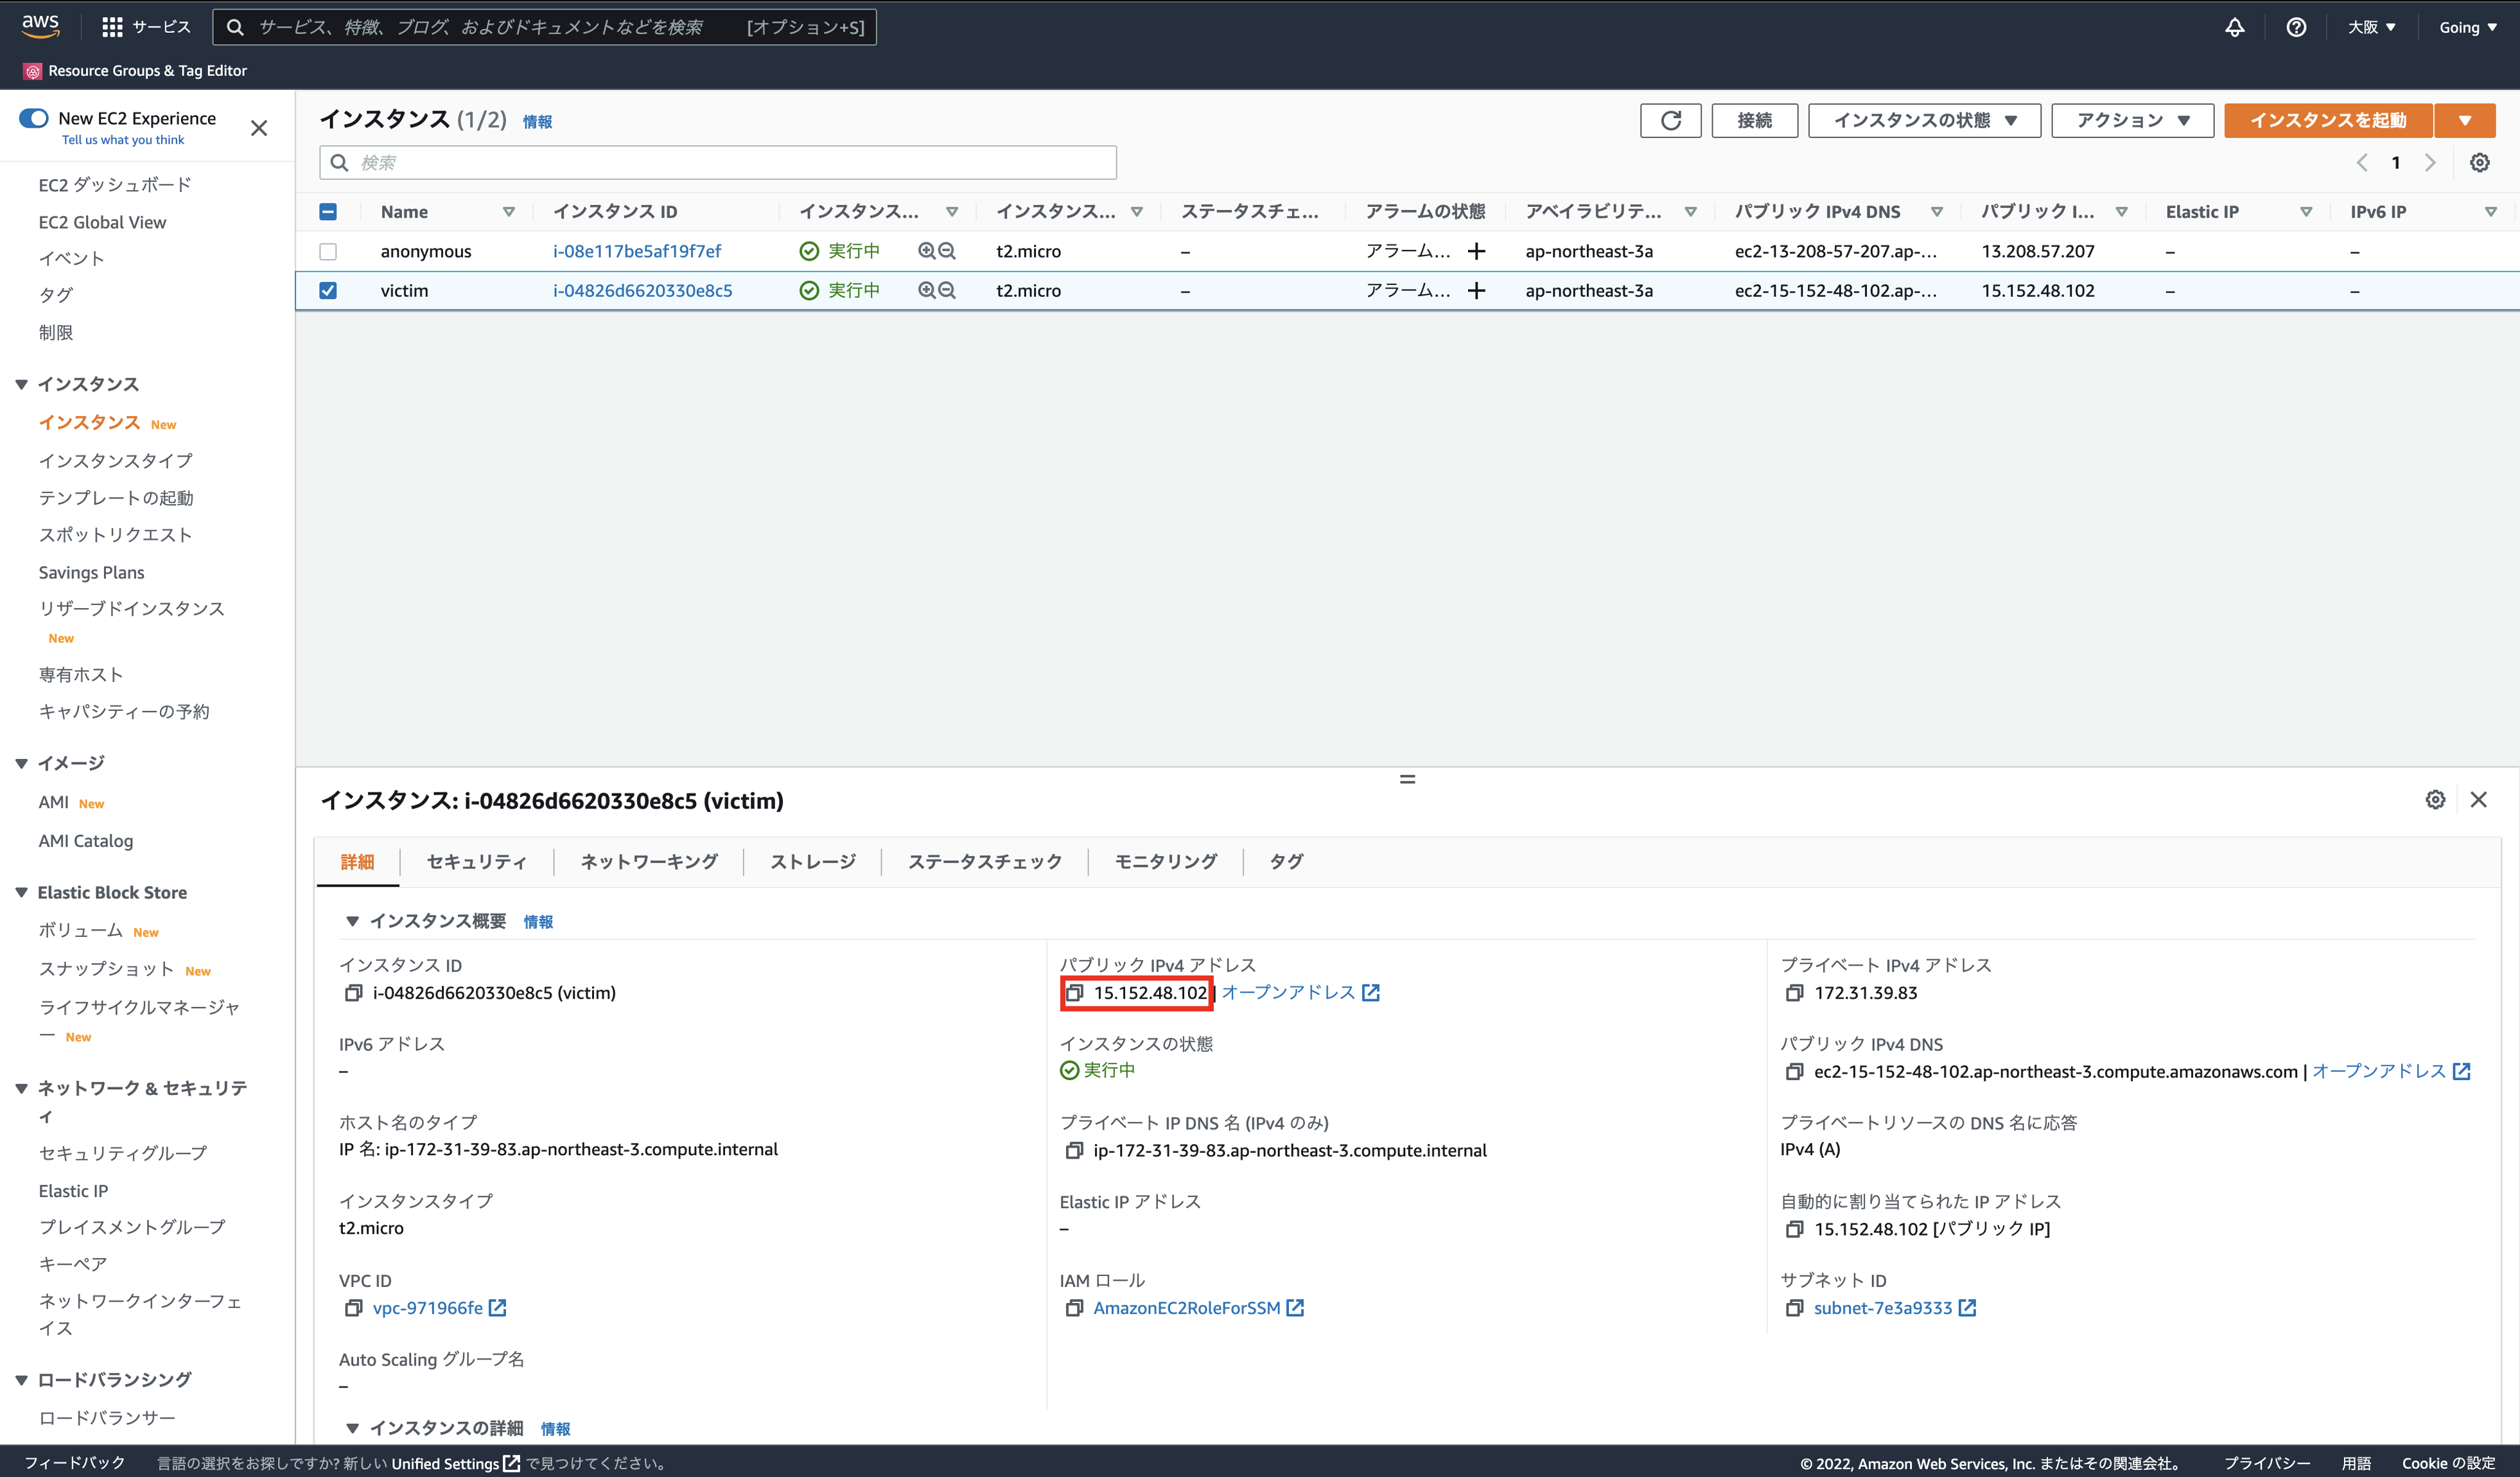 aws
サービス
サービス、特徴、ブログ、およびドキュメントなどを検索 [オプション+S]
大阪
Going
Resource Groups & Tag Editor
New EC2 Experience
Tell us what you think
EC2 ダッシュボード
EC2 Global View
イベント
タグ
制限
インスタンス
インスタンス New
インスタンスタイプ
テンプレートの起動
スポットリクエスト
Savings Plans
リザーブドインスタンス
New
専有ホスト
キャパシティーの予約
イメージ
AMI New
AMI Catalog
Elastic Block Store
ボリューム New
スナップショット New
ライフサイクルマネージャ
ー New
ネットワーク & セキュリテ
ィ
セキュリティグループ
Elastic IP
プレイスメントグループ
キーペア
ネットワークインターフェ
イス
ロードバランシング
ロードバランサー
インスタンス (1/2) 情報
接続 インスタンスの状態 アクション インスタンスを起動
検索
1
Name インスタンス ID インスタンス... インスタンス... ステータスチェ... アラームの状態 アベイラビリテ... パブリック IPv4 DNS パブリック I... Elastic IP IPv6 IP
anonymous i-08e117be5af19f7ef 実行中 t2.micro – アラーム... ap-northeast-3a ec2-13-208-57-207.ap-... 13.208.57.207 – –
victim i-04826d6620330e8c5 実行中 t2.micro – アラーム... ap-northeast-3a ec2-15-152-48-102.ap-... 15.152.48.102 – –
インスタンス: i-04826d6620330e8c5 (victim)
詳細 セキュリティ ネットワーキング ストレージ ステータスチェック モニタリング タグ
インスタンス概要 情報
インスタンス ID
i-04826d6620330e8c5 (victim)
パブリック IPv4 アドレス
15.152.48.102 | オープンアドレス
プライベート IPv4 アドレス
172.31.39.83
IPv6 アドレス
–
インスタンスの状態
実行中
パブリック IPv4 DNS
ec2-15-152-48-102.ap-northeast-3.compute.amazonaws.com | オープンアドレス
ホスト名のタイプ
IP 名: ip-172-31-39-83.ap-northeast-3.compute.internal
プライベート IP DNS 名 (IPv4 のみ)
ip-172-31-39-83.ap-northeast-3.compute.internal
プライベートリソースの DNS 名に応答
IPv4 (A)
インスタンスタイプ
t2.micro
Elastic IP アドレス
–
自動的に割り当てられた IP アドレス
15.152.48.102 [パブリック IP]
VPC ID
vpc-971966fe
IAM ロール
AmazonEC2RoleForSSM
サブネット ID
subnet-7e3a9333
Auto Scaling グループ名
–
インスタンスの詳細 情報
フィードバック 言語の選択をお探しですか? 新しい Unified Settings で見つけてください。
© 2022, Amazon Web Services, Inc. またはその関連会社。 プライバシー 用語 Cookie の設定